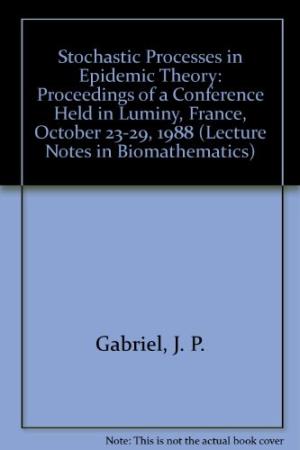 Stochastic Processes in
Epidemic Theory:
Proceedings of a Conference
Held in Luminy, France,
October 23-29, 1988 (Lecture
Notes in Biomathematics)
Gabriel, J. P.
Note: This is not the actual book cover